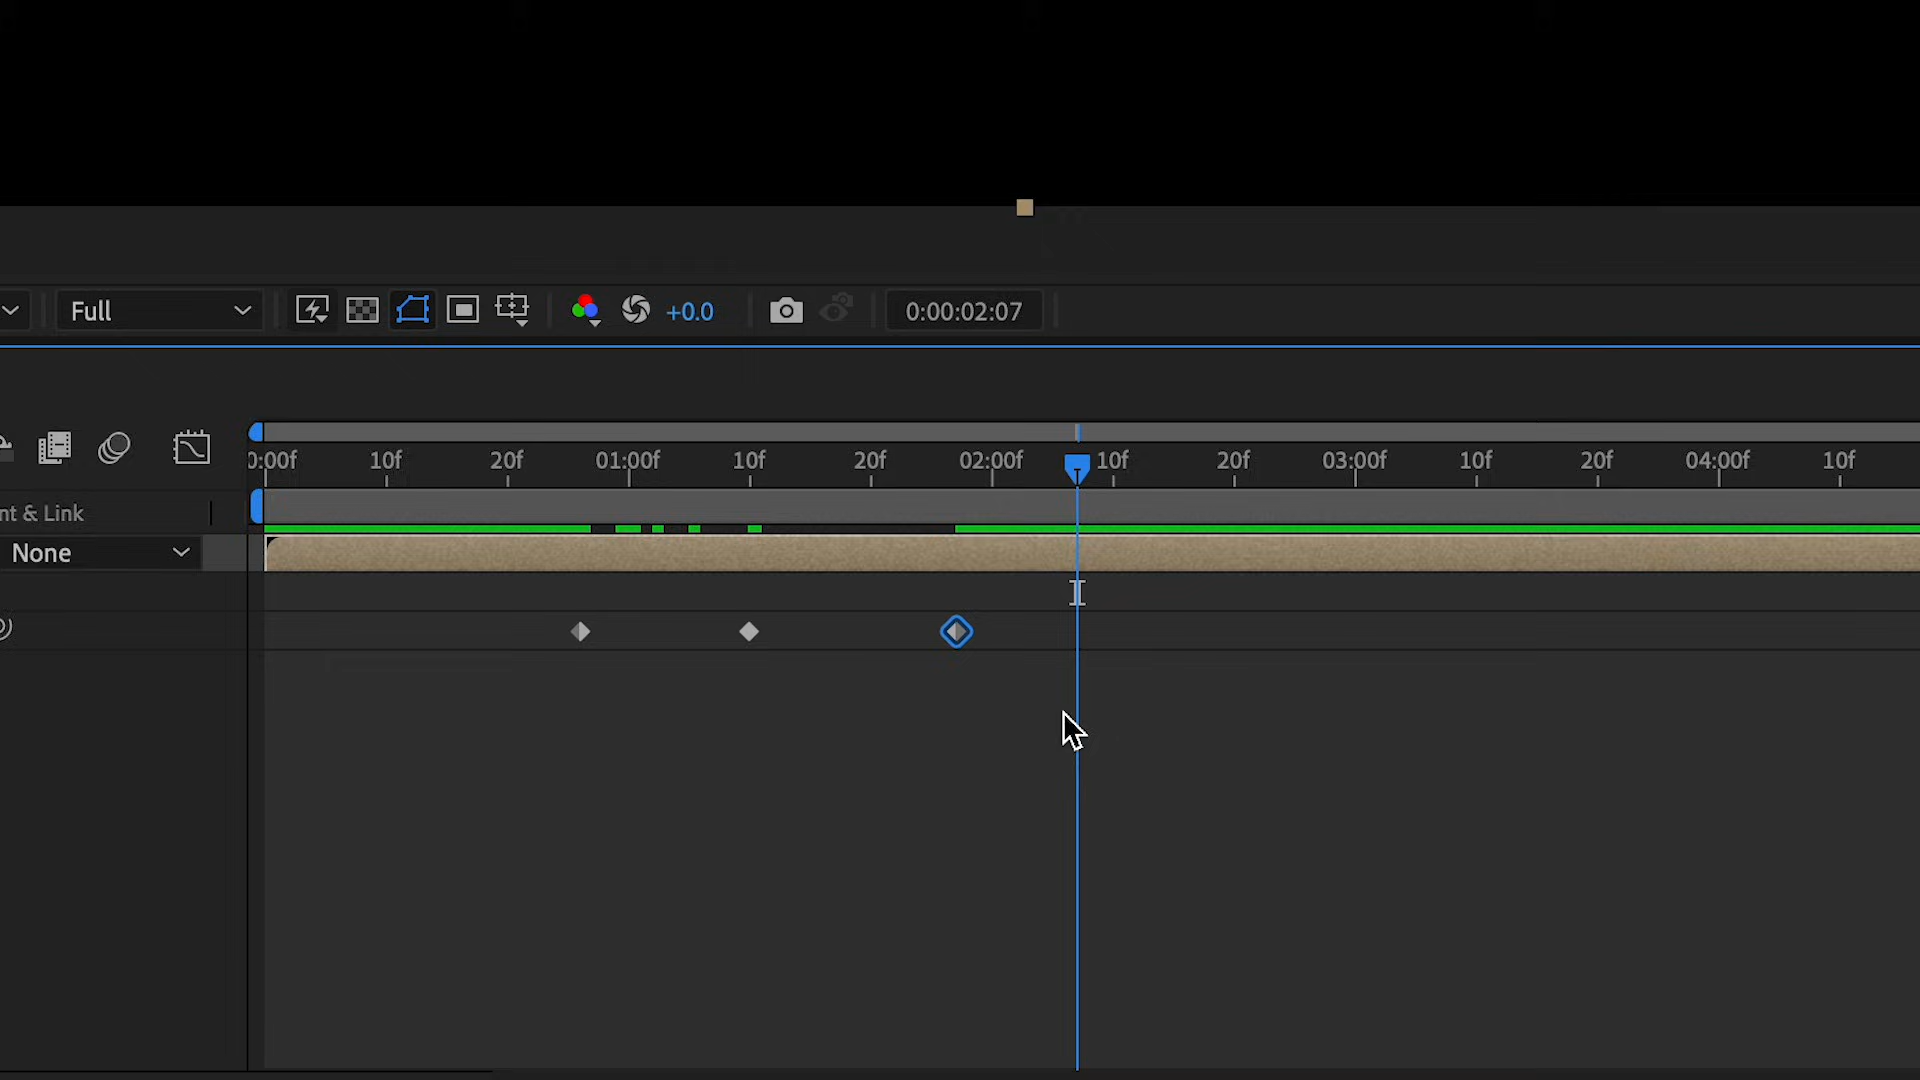 Full +0.0 0:00:02:07
0:00f 10f 20f 01:00f 10f 20f 02:00f 10f 20f 03:00f 10f 20f 04:00f 10f
nt & Link
None